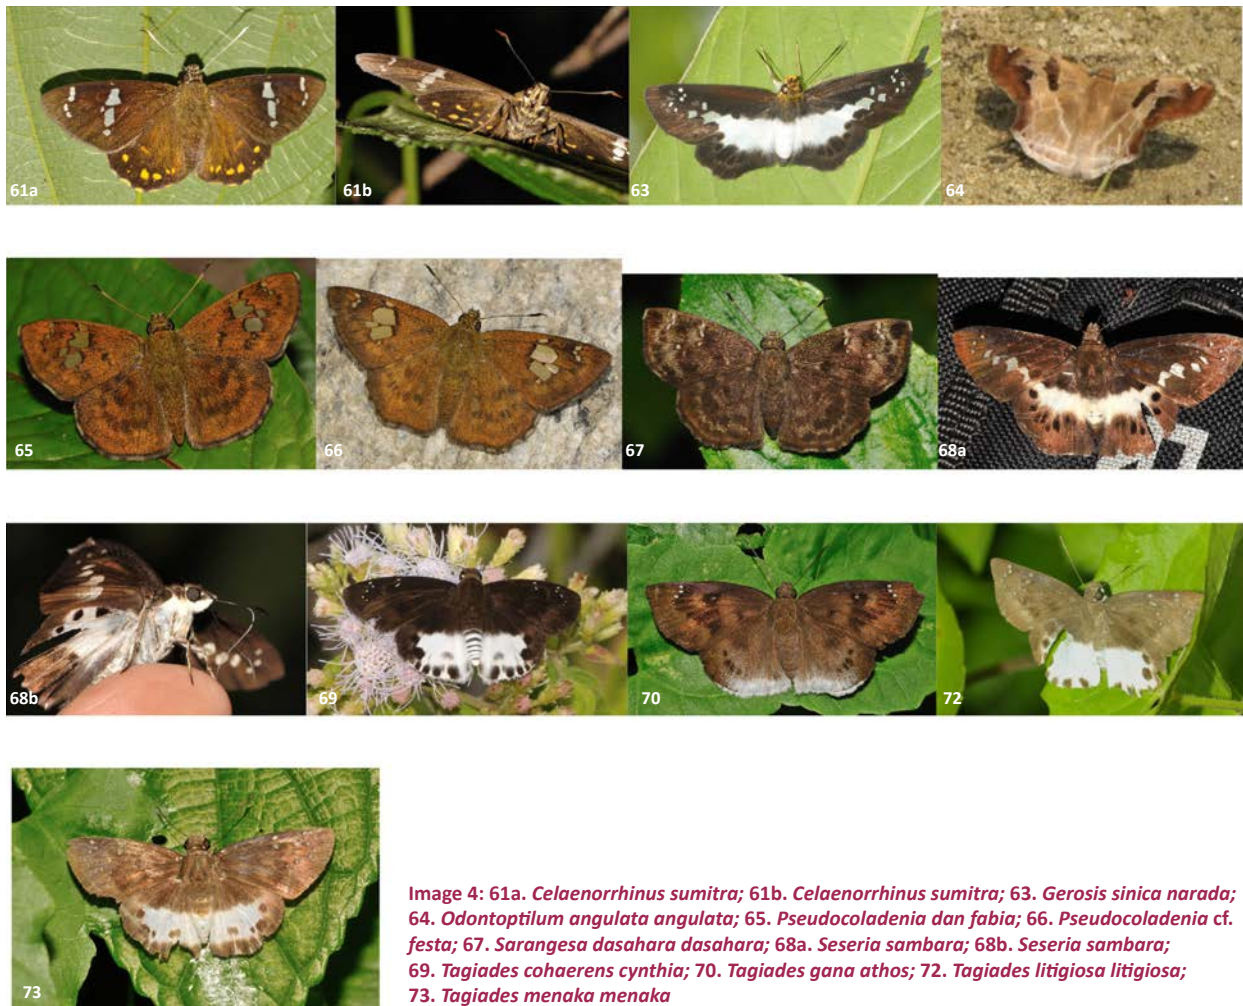 61a
61b
63
64
65
66
67
68a
68b
69
70
72
73
Image 4: 61a. Celaenorrhinus sumitra; 61b. Celaenorrhinus sumitra; 63. Gerosis sinica narada;
64. Odontoptilum angulata angulata; 65. Pseudocoladenia dan fabia; 66. Pseudocoladenia cf.
festa; 67. Sarangesa dasahara dasahara; 68a. Seseria sambara; 68b. Seseria sambara;
69. Tagiades cohaerens cynthia; 70. Tagiades gana athos; 72. Tagiades litigiosa litigiosa;
73. Tagiades menaka menaka